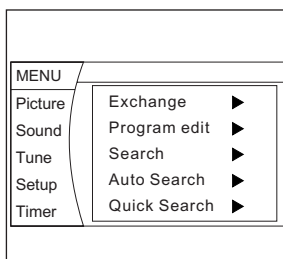 MENU
Picture
Sound
Tune
Setup
Timer
Exchange
Program edit
Search
Auto Search
Quick Search